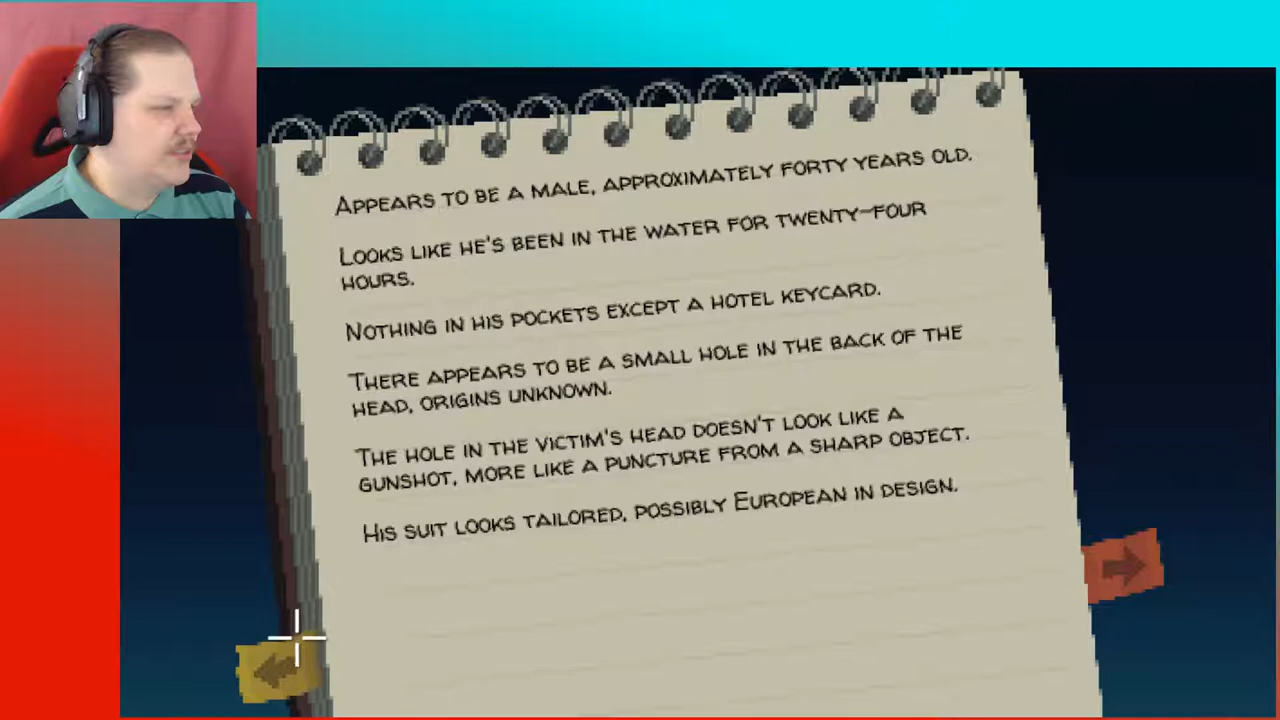 Appears to be a male, approximately forty years old.
Looks like he's been in the water for twenty-four
hours.
Nothing in his pockets except a hotel keycard.
There appears to be a small hole in the back of the
head, origins unknown.
The hole in the victim's head doesn't look like a
gunshot, more like a puncture from a sharp object.
His suit looks tailored, possibly European in design.